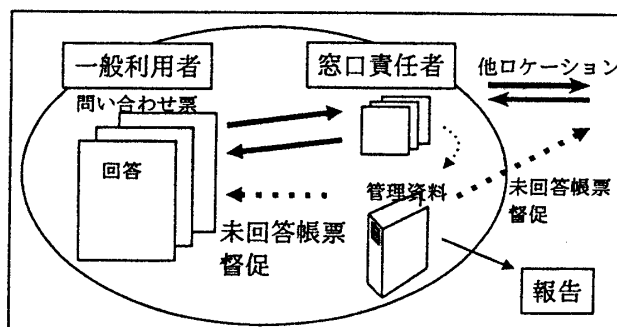 一般利用者
窓口責任者
他ロケーション
問い合わせ票
回答
管理資料
未回答帳票
督促
未回答帳票
督促
報告